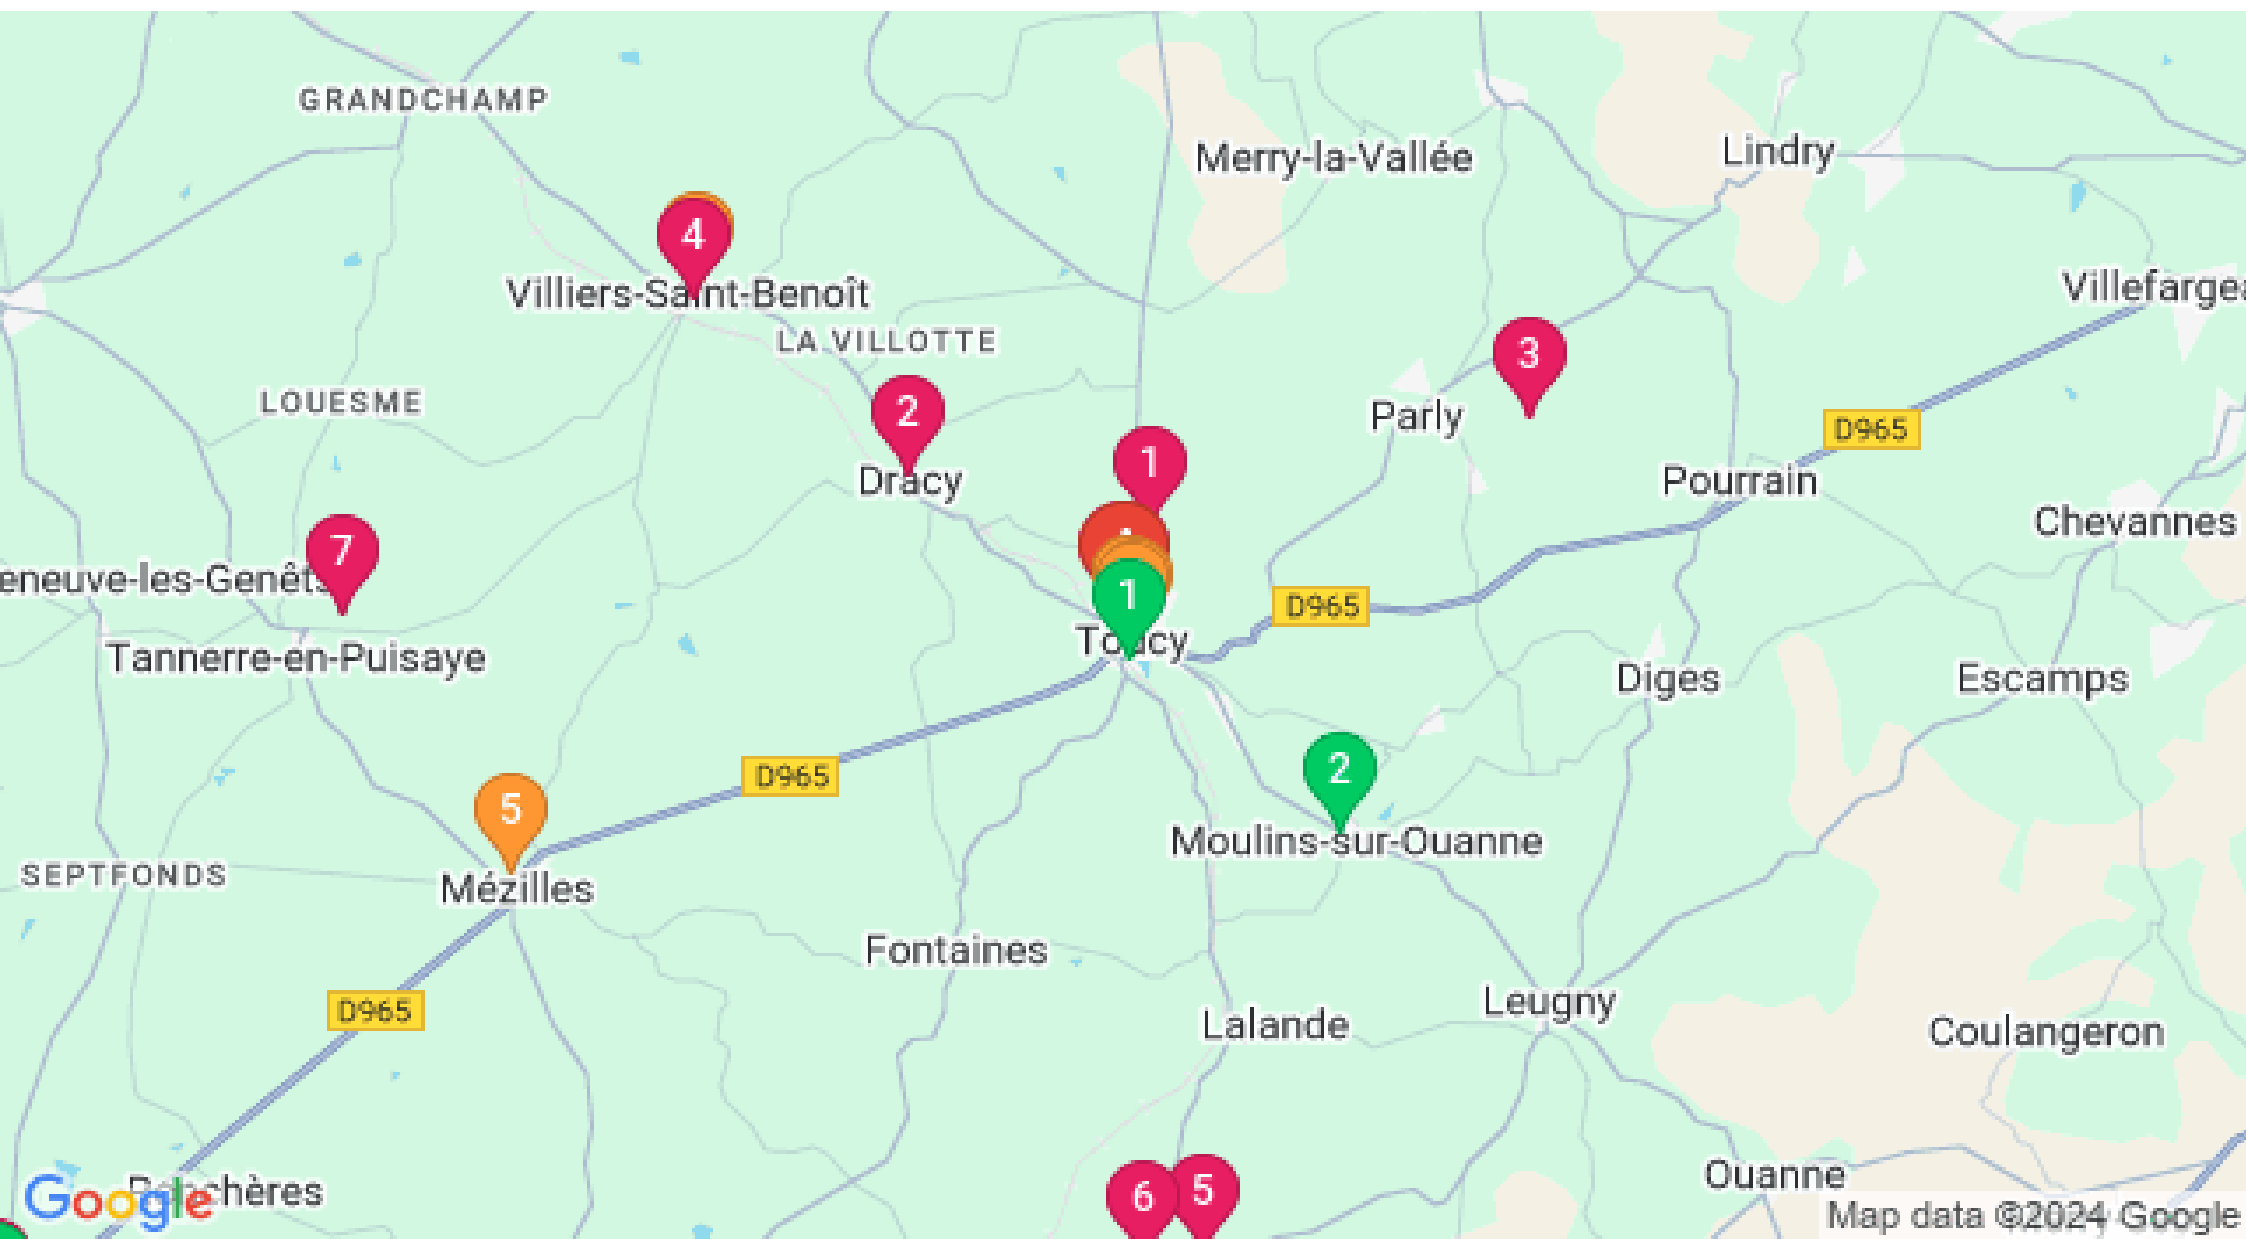 GRANDCHAMP
Merry-la-Vallée
Lindry
4
Villiers-Saint-Benoît
Villefarge
LA VILLOTTE
3
LOUESME
2
Parly
D965
1
Dracy
Pourrain
Chevannes
7
eneuve-les-Genêts
1
D965
Toucy
Tannerre-en-Puisaye
Diges
Escamps
2
D965
5
Moulins-sur-Ouanne
SEPTFONDS
Mézilles
Fontaines
D965
Leugny
Lalande
Coulangeron
Ouanne
6
5
chères
Google
Map data ©2024 Google